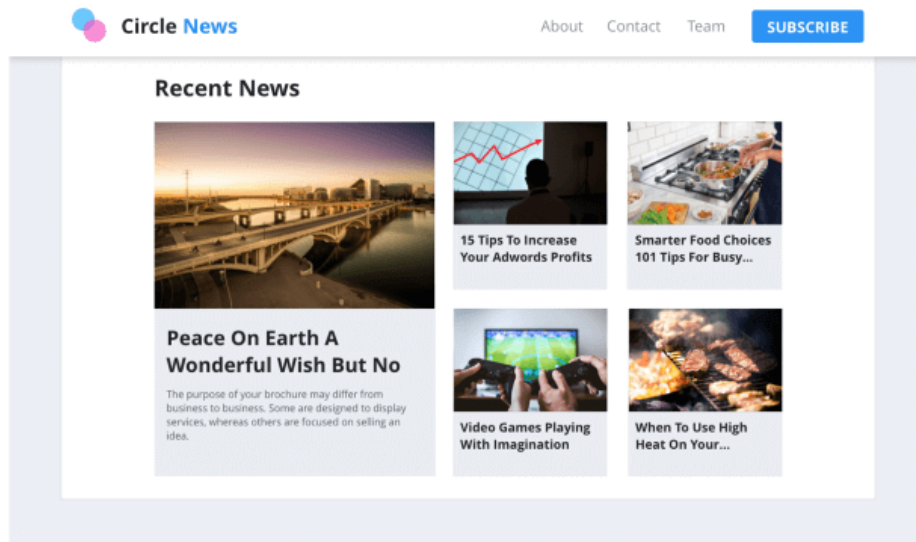 Circle News
About
Contact
Team
SUBSCRIBE
Recent News
Peace On Earth A
Wonderful Wish But No
The purpose of your brochure may differ from
business to business. Some are designed to display
services, whereas others are focused on selling an
idea.
15 Tips To Increase
Your Adwords Profits
Smarter Food Choices
101 Tips For Busy...
Video Games Playing
With Imagination
When To Use High
Heat On Your...